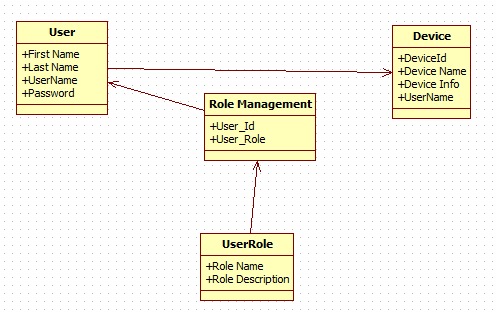 User
+First Name
+Last Name
+UserName
+Password
Device
+DeviceId
+Device Name
+Device Info
+UserName
Role Management
+User_Id
+User_Role
UserRole
+Role Name
+Role Description